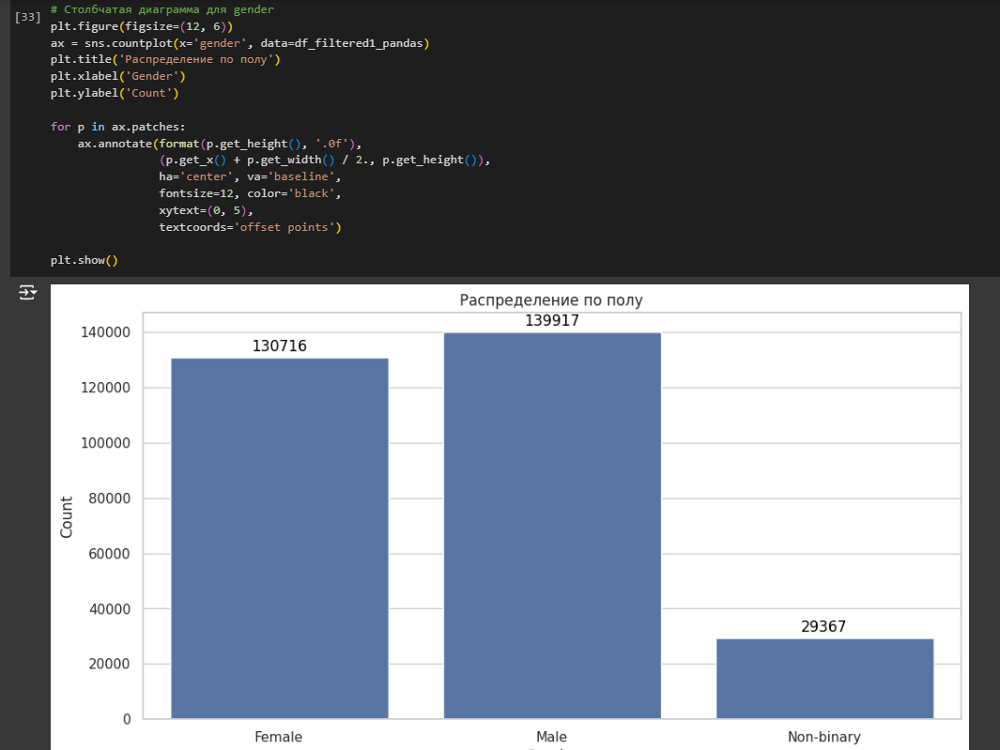 [33]
# Столбчатая диаграмма для gender
plt.figure(figsize=(12, 6))
ax = sns.countplot(x='gender', data=df_filtered1_pandas)
plt.title('Распределение по полу')
plt.xlabel('Gender')
plt.ylabel('Count')
for p in ax.patches:
ax.annotate(format(p.get_height(), '.0f'),
(p.get_x() + p.get_width() / 2., p.get_height()),
ha='center', va='baseline',
fontsize=12, color='black',
xytext=(0, 5),
textcoords='offset points')
plt.show()
Распределение по полу
139917
140000
130716
120000
100000
80000
Count
60000
40000
29367
20000
0
Female Male Non-binary